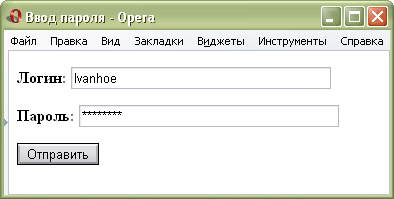 Ввод пароля - Opera
Файл Правка Вид Закладки Виджеты Инструменты Справка
Логин: Ivanhoe
Пароль: ********
Отправить